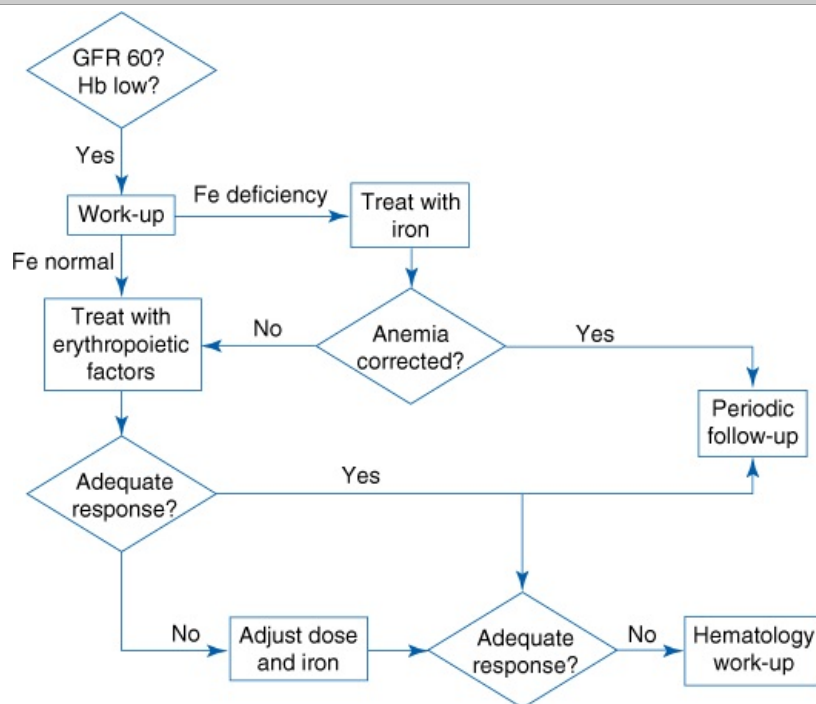 GFR 60?
Hb low?
Yes
Work-up
Fe deficiency
Treat with
iron
Fe normal
Treat with
erythropoietic
factors
No
Anemia
corrected?
Yes
Periodic
follow-up
Adequate
response?
Yes
No
Adjust dose
and iron
Adequate
response?
No
Hematology
work-up